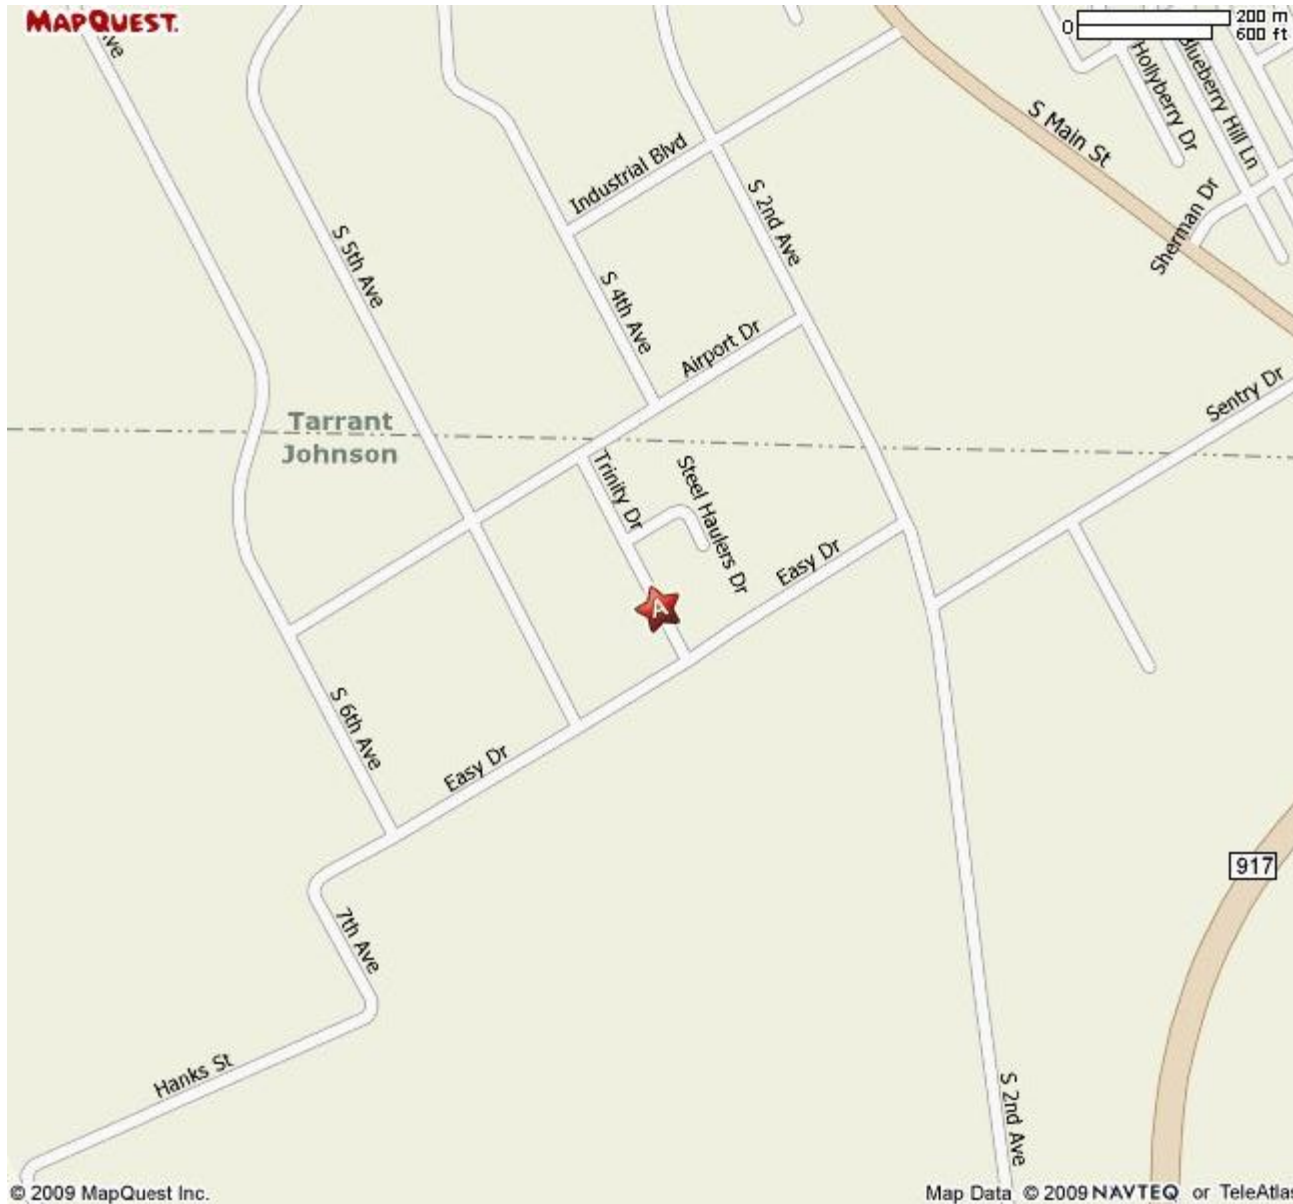 MAPQUEST.
0
200 m
600 ft
Ave
Hollyberry Dr
Blueberry Hill Ln
S Main St
Industrial Blvd
S 2nd Ave
Sherman Dr
S 5th Ave
S 4th Ave
Airport Dr
Sentry Dr
Tarrant
Johnson
Trinity Dr
Steel Haulers Dr
Easy Dr
A
S 6th Ave
Easy Dr
917
7th Ave
Hanks St
S 2nd Ave
© 2009 MapQuest Inc.
Map Data © 2009 NAVTEQ or TeleAtlas